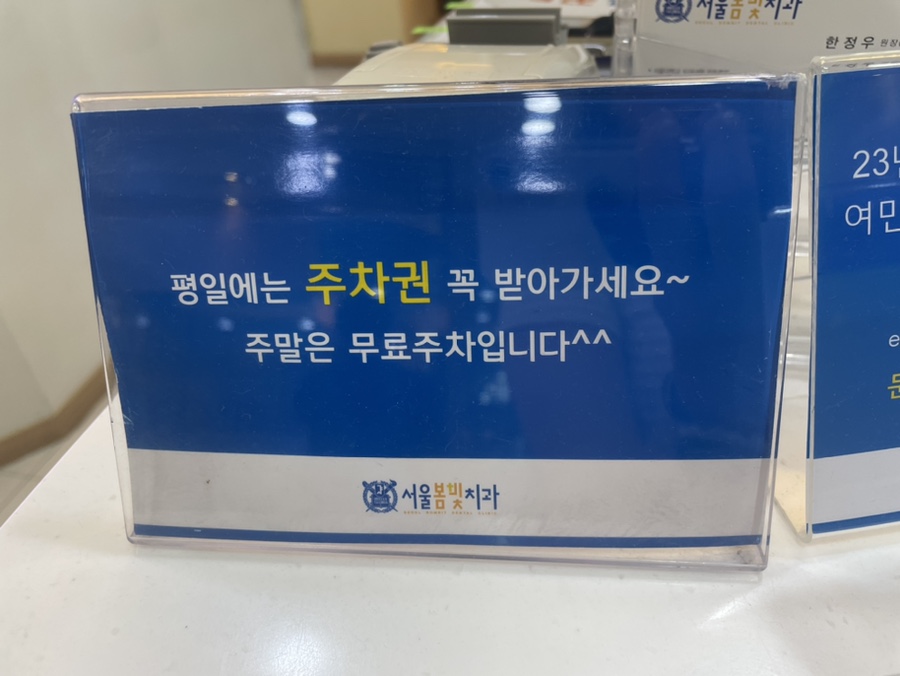 서울봄빛치과
한정우
평일에는 주차권 꼭 받아가세요~
주말은 무료주차입니다^^
서울봄빛치과
23
여민